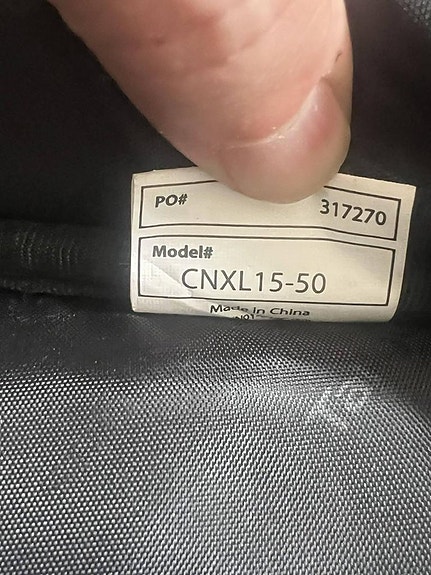 PO# 317270
Model#
CNXL15-50
Made in China